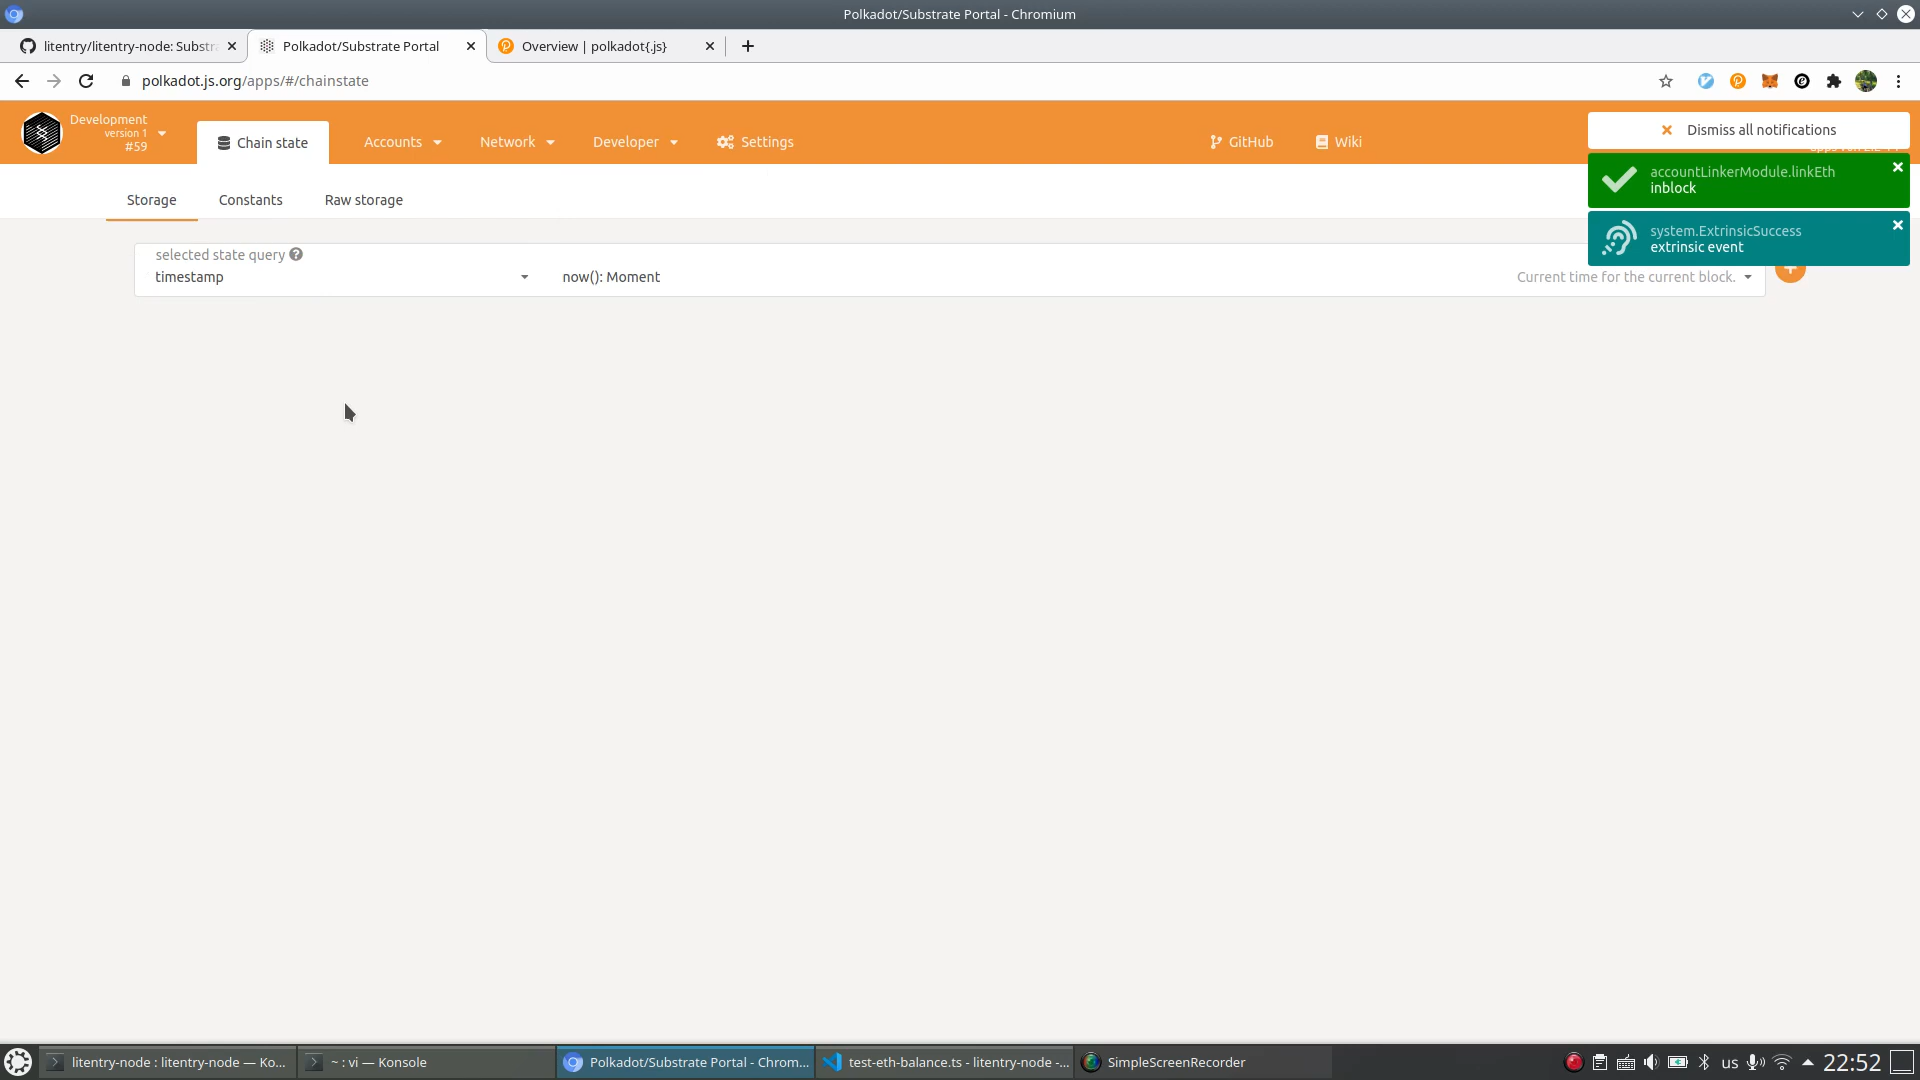 Polkadot/Substrate Portal - Chromium
litentry/litentry-node: Substr
Polkadot/Substrate Portal
Overview | polkadot{.js}
polkadot.js.org/apps/#/chainstate
Development
version 1
#59
Chain state
Accounts
Network
Developer
Settings
GitHub
Wiki
Dismiss all notifications
accountLinkerModule.linkEth
inblock
system.ExtrinsicSuccess
extrinsic event
Storage
Constants
Raw storage
selected state query
timestamp
now(): Moment
Current time for the current block.
litentry-node : litentry-node — Ko...
~ : vi — Konsole
Polkadot/Substrate Portal - Chrom...
test-eth-balance.ts - litentry-node -...
SimpleScreenRecorder
us
22:52